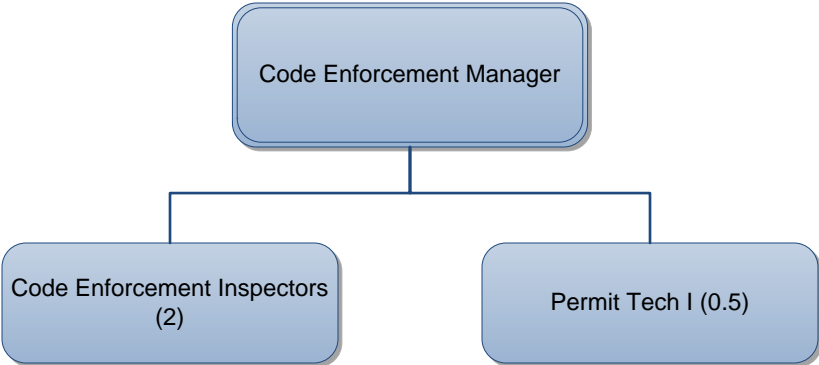 Code Enforcement Manager
Code Enforcement Inspectors
(2)
Permit Tech I (0.5)